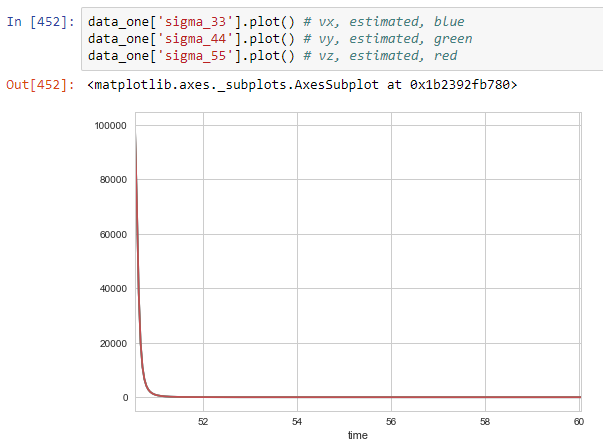 In [452]: data_one['sigma_33'].plot() # vx, estimated, blue
data_one['sigma_44'].plot() # vy, estimated, green
data_one['sigma_55'].plot() # vz, estimated, red
Out[452]: <matplotlib.axes._subplots.AxesSubplot at 0x1b2392fb780>
100000
80000
60000
40000
20000
0
52 54 56 58 60
time